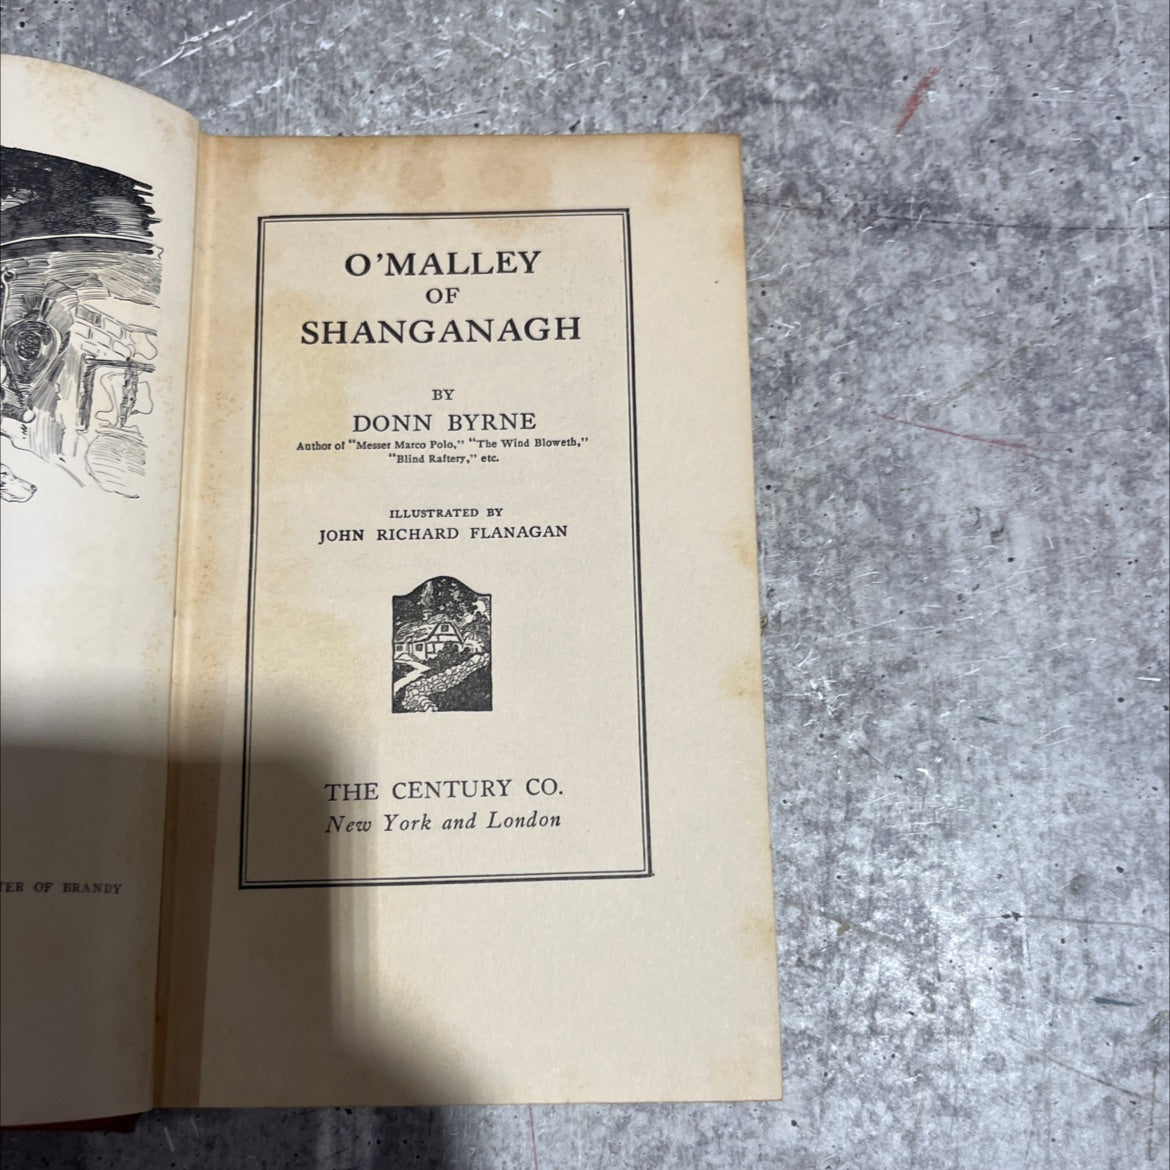 O'MALLEY
OF
SHANGANAGH
BY
DONN BYRNE
Author of "Messer Marco Polo," "The Wind Bloweth,"
"Blind Raftery," etc.
ILLUSTRATED BY
JOHN RICHARD FLANAGAN
THE CENTURY CO.
New York and London
OF BRANDY